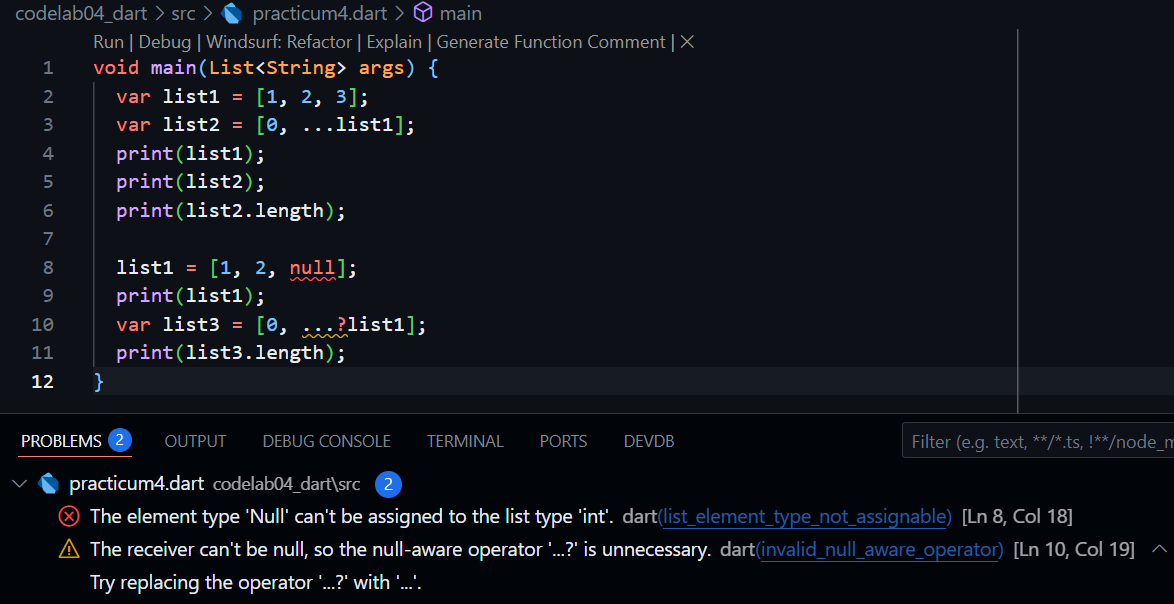 codelab04_dart > src > practicum4.dart > main
Run | Debug | Windsurf: Refactor | Explain | Generate Function Comment | ×
1 void main(List<String> args) {
2 var list1 = [1, 2, 3];
3 var list2 = [0, ...list1];
4 print(list1);
5 print(list2);
6 print(list2.length);
7
8 list1 = [1, 2, null];
9 print(list1);
10 var list3 = [0, ...?list1];
11 print(list3.length);
12 }
PROBLEMS 2 OUTPUT DEBUG CONSOLE TERMINAL PORTS DEVDB Filter (e.g. text, **/*.ts, !**/node_m
practicum4.dart codelab04_dart\src 2
The element type 'Null' can't be assigned to the list type 'int'. dart(list_element_type_not_assignable) [Ln 8, Col 18]
The receiver can't be null, so the null-aware operator '...?' is unnecessary. dart(invalid_null_aware_operator) [Ln 10, Col 19]
Try replacing the operator '...?' with '...'.